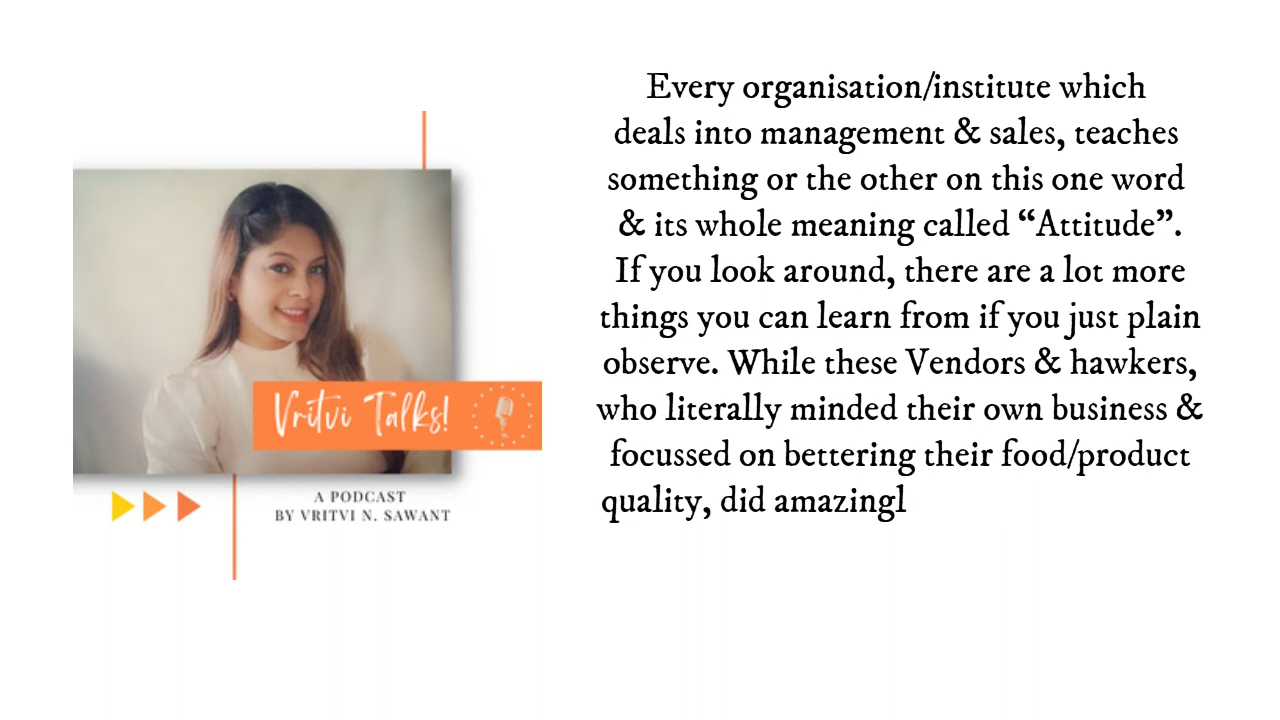 Vritvi Talks!
A PODCAST
BY VRITVI N. SAWANT
Every organisation/institute which
deals into management & sales, teaches
something or the other on this one word
& its whole meaning called “Attitude”.
If you look around, there are a lot more
things you can learn from if you just plain
observe. While these Vendors & hawkers,
who literally minded their own business &
focussed on bettering their food/product
quality, did amazingl